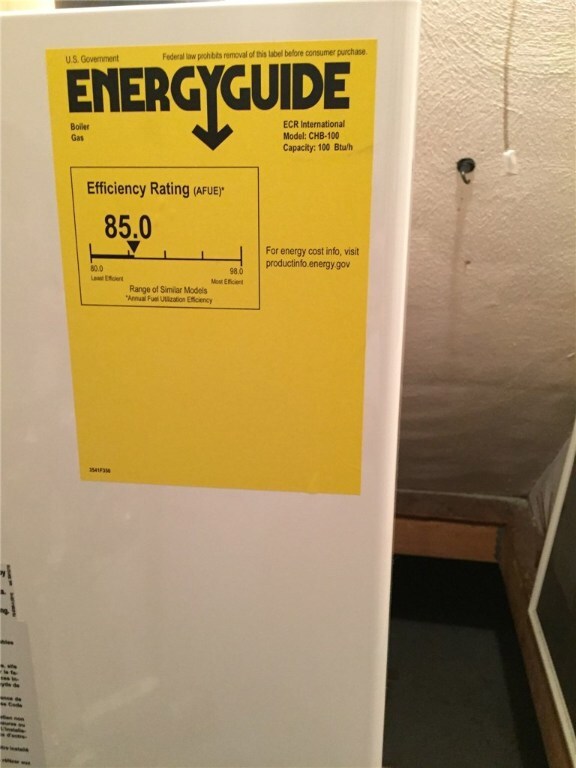 U.S. Government
Federal law prohibits removal of this label before consumer purchase.
ENERGYGUIDE
Boiler
Gas
ECR International
Model: CHB-100
Capacity: 100 Btu/h
Efficiency Rating (AFUE)*
85.0
80.0
98.0
Least Efficient
Most Efficient
Range of Similar Models
*Annual Fuel Utilization Efficiency
For energy cost info, visit
productinfo.energy.gov